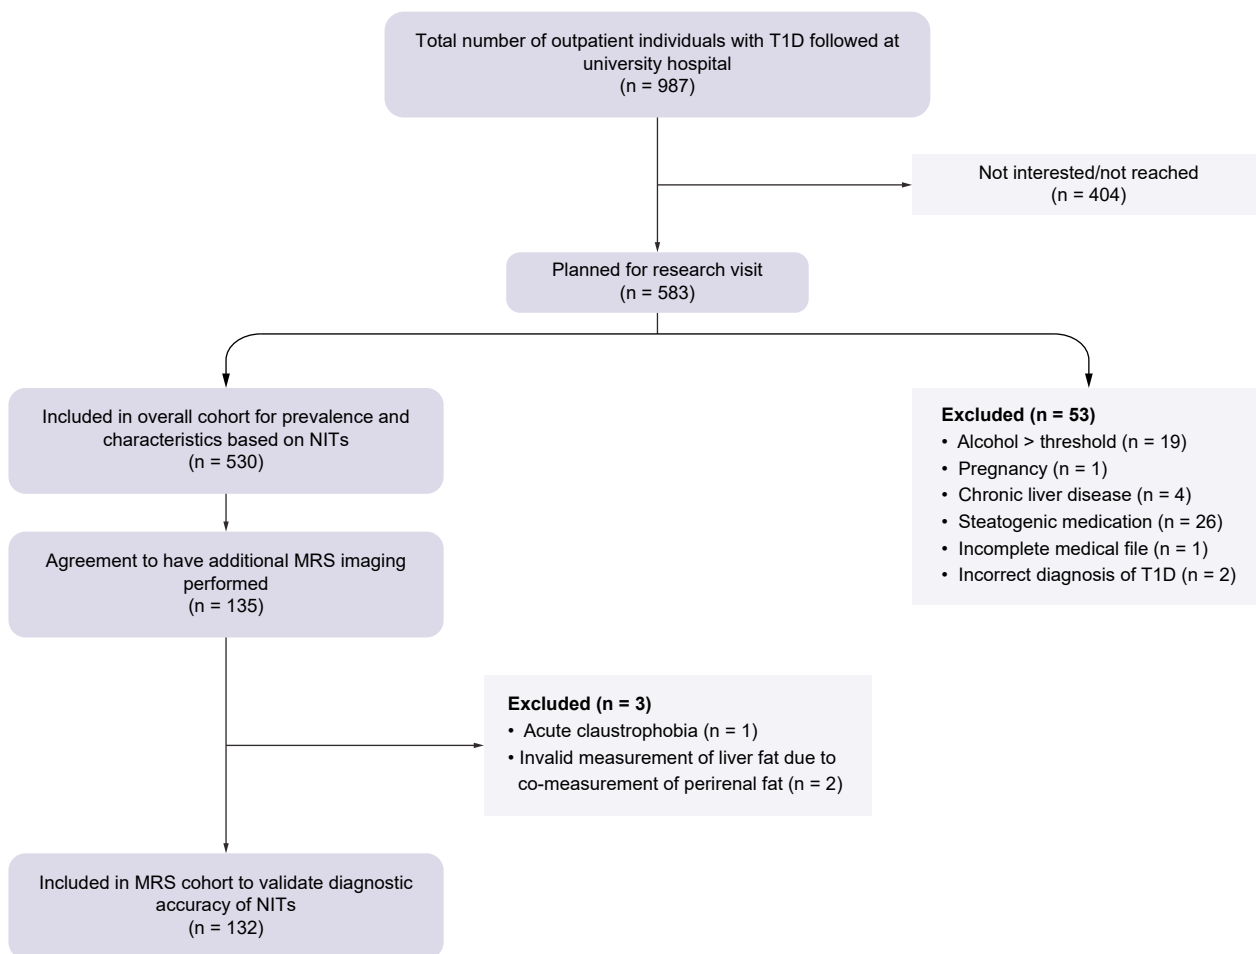 Total number of outpatient individuals with T1D followed at
university hospital
(n = 987)
Not interested/not reached
(n = 404)
Planned for research visit
(n = 583)
Included in overall cohort for prevalence and
characteristics based on NITs
(n = 530)
Excluded (n = 53)
• Alcohol > threshold (n = 19)
• Pregnancy (n = 1)
• Chronic liver disease (n = 4)
• Steatogenic medication (n = 26)
• Incomplete medical file (n = 1)
• Incorrect diagnosis of T1D (n = 2)
Agreement to have additional MRS imaging
performed
(n = 135)
Excluded (n = 3)
• Acute claustrophobia (n = 1)
• Invalid measurement of liver fat due to
co-measurement of perirenal fat (n = 2)
Included in MRS cohort to validate diagnostic
accuracy of NITs
(n = 132)